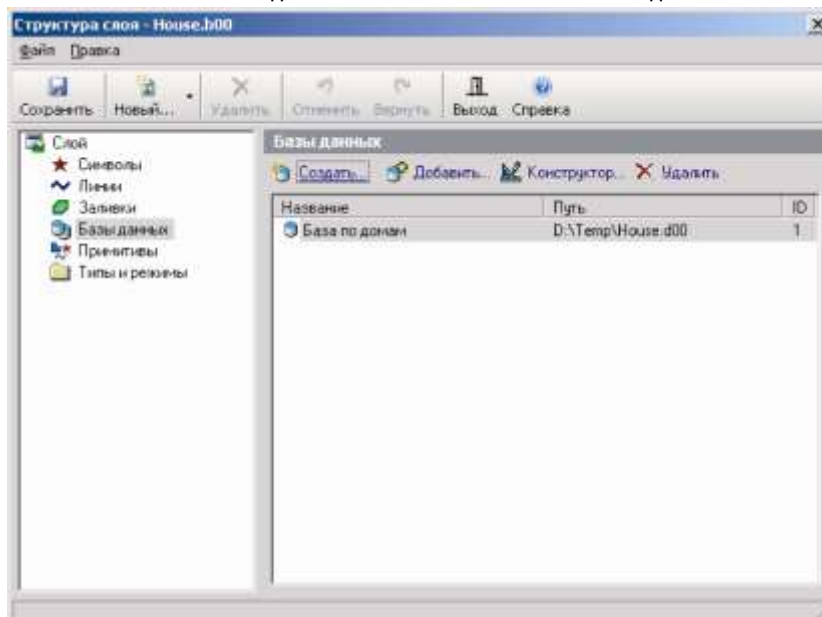 Структура слоя - House.b00
Файл Правка
Сохранить Новый... Удалить Отменить Вернуть Выход Справка
Слой
Символы
Линии
Заливки
Базы данных
Примитивы
Типы и режимы
Базы данных
Создать... Добавить... Конструктор... Удалить
Название Путь ID
База по домам D:\Temp\House.d00 1